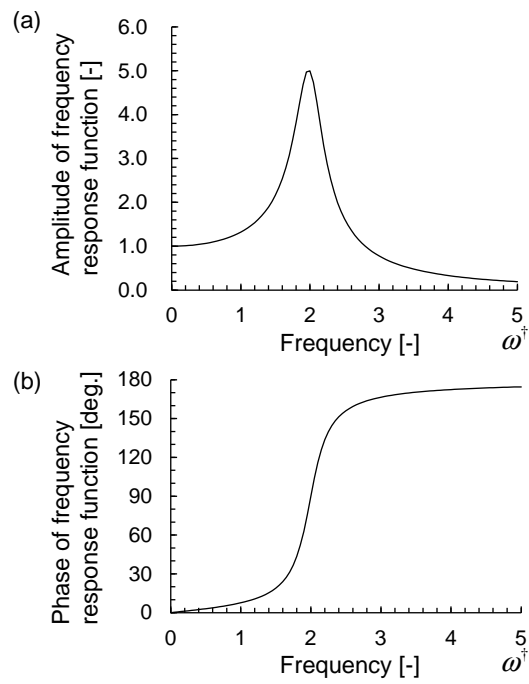 (a)
Amplitude of frequency
response function [-]
6.0
5.0
4.0
3.0
2.0
1.0
0.0
0 1 2 3 4 5
Frequency [-] ω†
(b)
Phase of frequency
response function [deg.]
180
150
120
90
60
30
0
0 1 2 3 4 5
Frequency [-] ω†